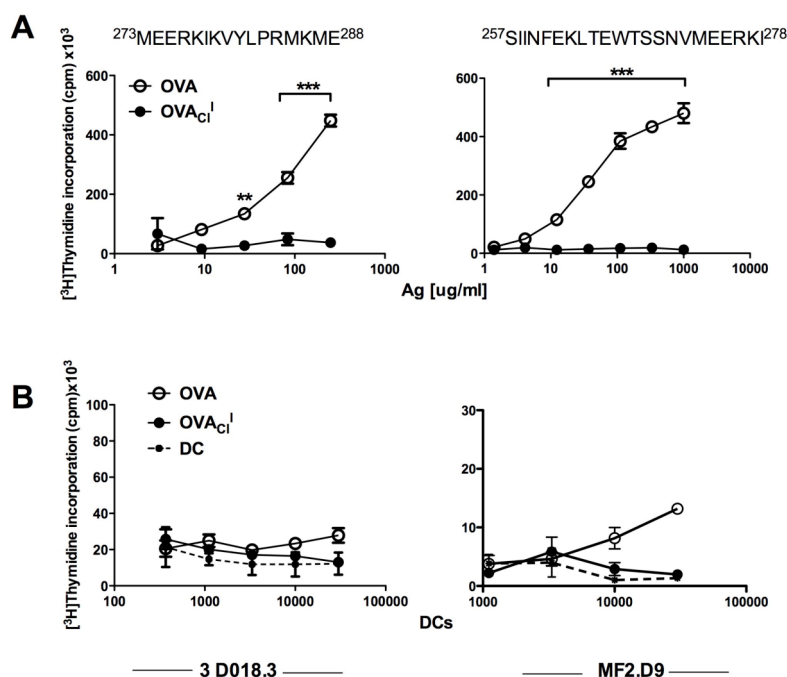 A
²⁷³MEERKIKVYLPRMKME²⁸⁸
²⁵⁷SIINFEKLTEWTSSNVMEERKI²⁷⁸
[³H]Thymidine incorporation (cpm) x10³
600
400
200
0
OVA
OVA_CI^I
**
***
1
10
100
1000
600
400
200
0
***
1
10
100
1000
10000
Ag [ug/ml]
B
[³H]Thymidine incorporation (cpm)x10³
OVA
OVA_CI^I
DC
100
80
60
40
20
0
100
1000
10000
100000
30
20
10
0
1000
10000
100000
DCs
3 D018.3
MF2.D9